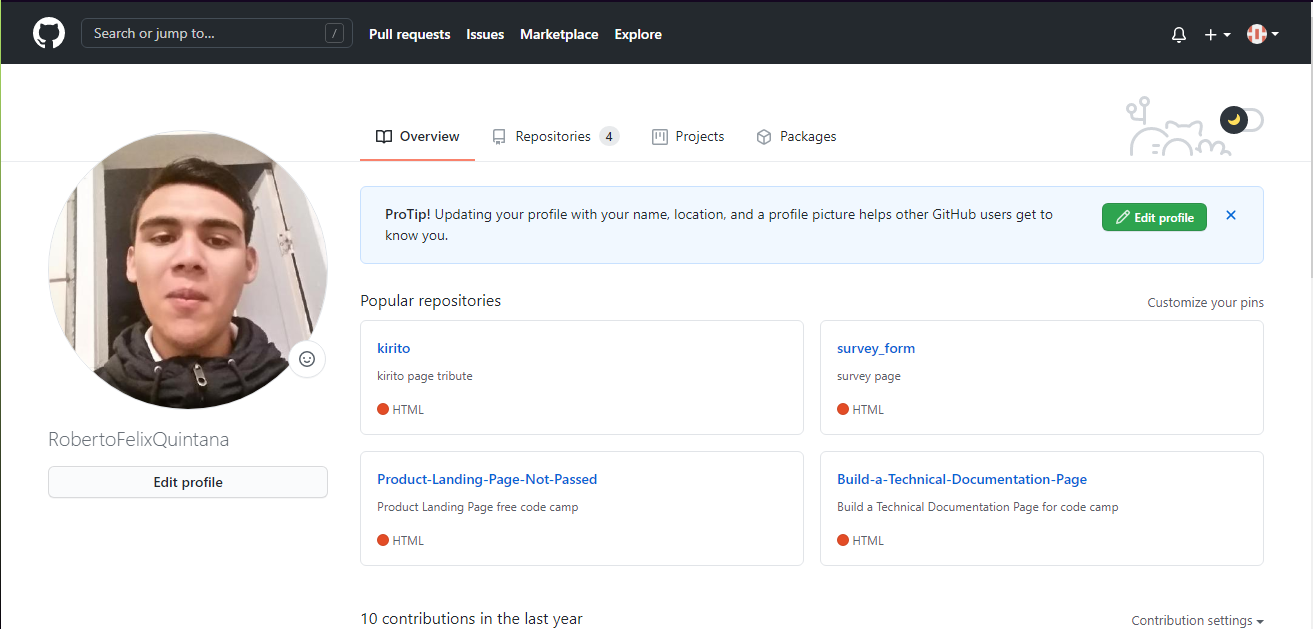 Search or jump to... /
Pull requests
Issues
Marketplace
Explore
Overview
Repositories 4
Projects
Packages
ProTip! Updating your profile with your name, location, and a profile picture helps other GitHub users get to
know you.
Edit profile
Popular repositories
Customize your pins
kirito
kirito page tribute
HTML
survey_form
survey page
HTML
Product-Landing-Page-Not-Passed
Product Landing Page free code camp
HTML
Build-a-Technical-Documentation-Page
Build a Technical Documentation Page for code camp
HTML
RobertoFelixQuintana
Edit profile
10 contributions in the last year
Contribution settings